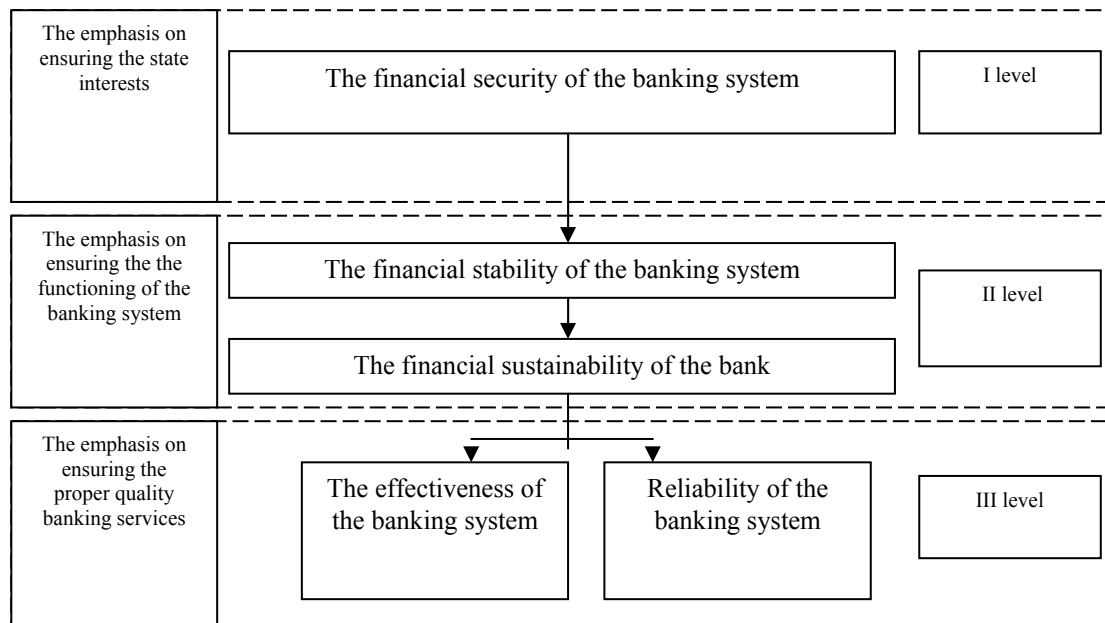 The emphasis on
ensuring the state
interests
The financial security of the banking system
I level
The emphasis on
ensuring the the
functioning of the
banking system
The financial stability of the banking system
The financial sustainability of the bank
II level
The emphasis on
ensuring the
proper quality
banking services
The effectiveness of
the banking system
Reliability of the
banking system
III level